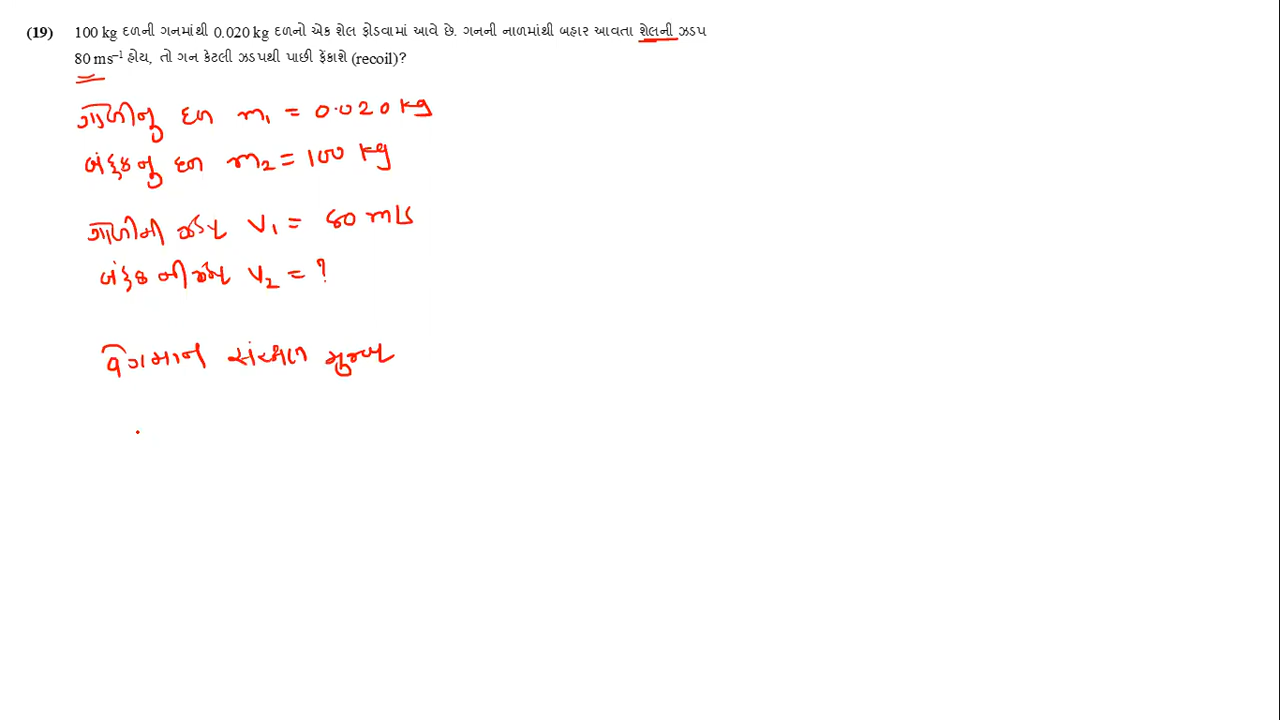 (19) 100 kg દળની ગનમાંથી 0.020 kg દળનો એક શેલ ફોડવામાં આવે છે. ગનની નાળમાંથી બહાર આવતા શેલની ઝડપ
80 ms⁻¹ હોય, તો ગન કેટલી ઝડપથી પાછી ફેંકાશે (recoil)?
ગોળીનુ દળ m₁ = 0.020 kg
બંદુકનુ દળ m₂ = 100 kg
ગોળીની ઝડપ V₁ = 80 m/s
બંદુકની ઝડપ V₂ = ?
વેગમાન સંરક્ષણ મુજબ